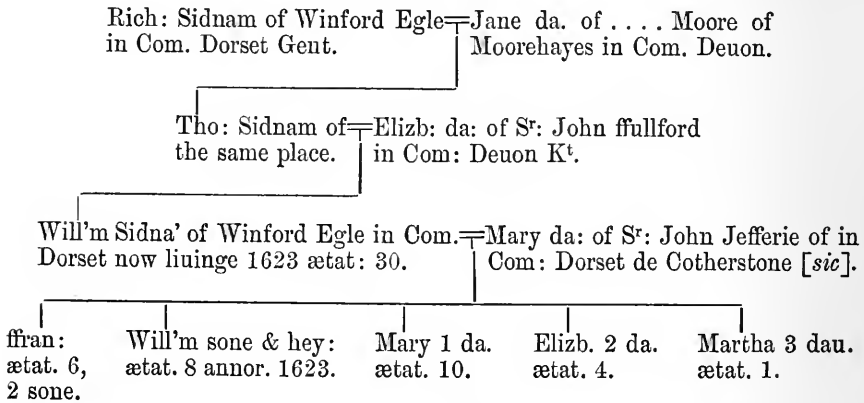 Rich: Sidnam of Winford Egle
in Com. Dorset Gent.
Jane da. of . . . . Moore of
Moorehayes in Com. Deuon.
Tho: Sidnam of
the same place.
Elizb: da: of Sʳ: John ffullford
in Com: Deuon Kᵗ.
Will'm Sidna' of Winford Egle in Com.
Dorset now liuinge 1623 ætat: 30.
Mary da: of Sʳ: John Jefferie of in
Com: Dorset de Cotherstone [sic].
ffran:
ætat. 6,
2 sone.
Will'm sone & hey:
ætat. 8 annor. 1623.
Mary 1 da.
ætat. 10.
Elizb. 2 da.
ætat. 4.
Martha 3 dau.
ætat. 1.